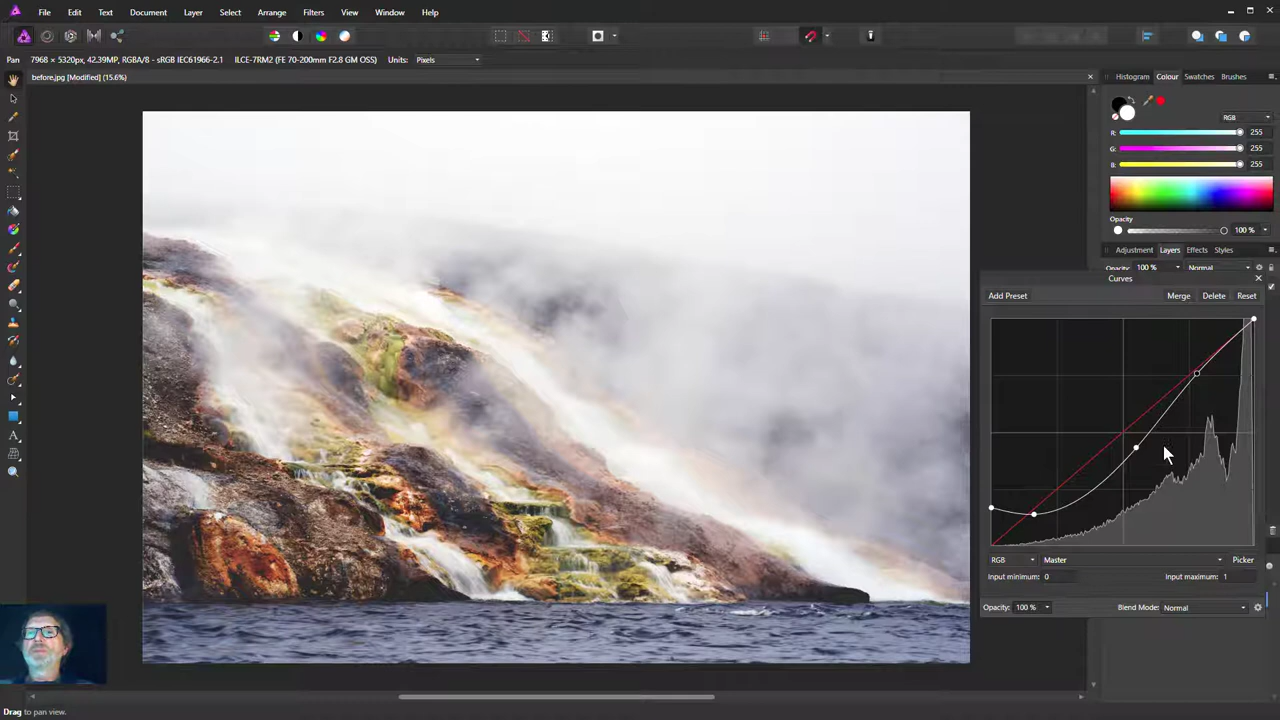 File Edit Text Document Layer Select Arrange Filters View Window Help
Pan 7968 × 5320px, 42.39MP, RGBA/8 - sRGB IEC61966-2.1 ILCE-7RM2 (FE 70-200mm F2.8 GM OSS) Units: Pixels
before.jpg [Modified] (15.6%)
Histogram Colour Swatches Brushes
RGB
R: 255
G: 255
B: 255
Opacity
100 %
Adjustment Layers Effects Styles
Opacity: 100 % Normal
Curves
Add Preset Merge Delete Reset
RGB Master Picker
Input minimum: 0 Input maximum: 1
Opacity: 100 % Blend Mode: Normal
Drag to pan view.